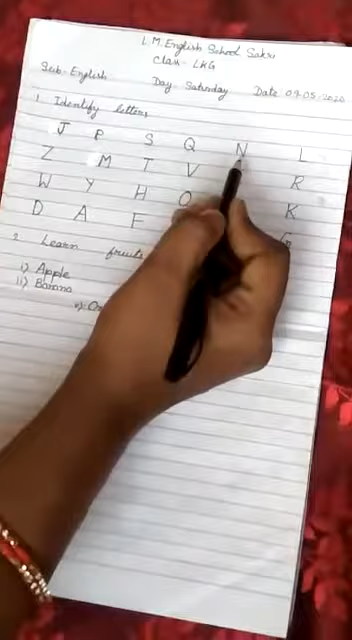 L.M. English School Sakri
Class- LKG
Sub- English Day Saturday Date 09.05.2020
1. Identify letters
J P S Q N L
Z M T V R
W Y H O K
D A F G
2. Learn fruits
i) Apple
ii) Banana
v) Or